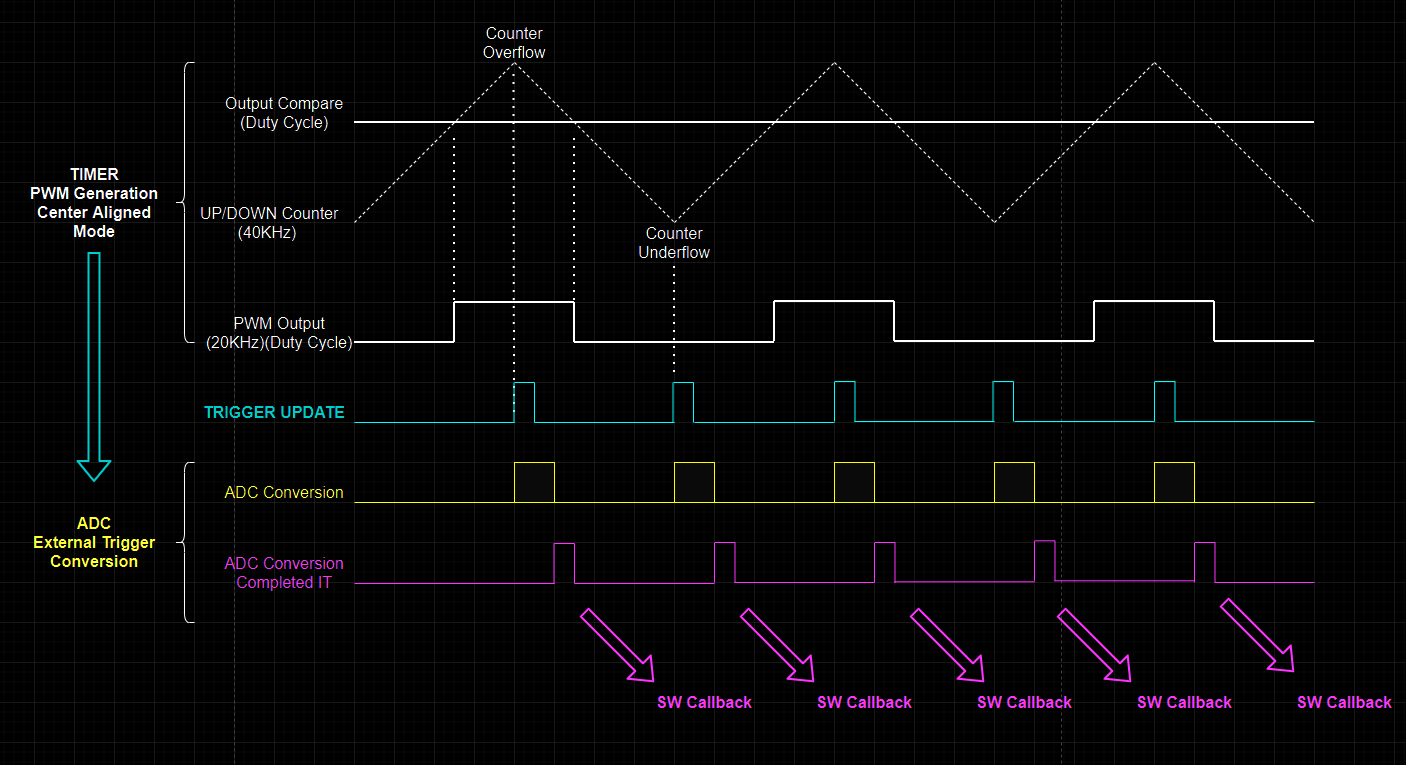 Counter
Overflow
Output Compare
(Duty Cycle)
TIMER
PWM Generation
Center Aligned
Mode
UP/DOWN Counter
(40KHz)
Counter
Underflow
PWM Output
(20KHz)(Duty Cycle)
TRIGGER UPDATE
ADC Conversion
ADC
External Trigger
Conversion
ADC Conversion
Completed IT
SW Callback
SW Callback
SW Callback
SW Callback
SW Callback